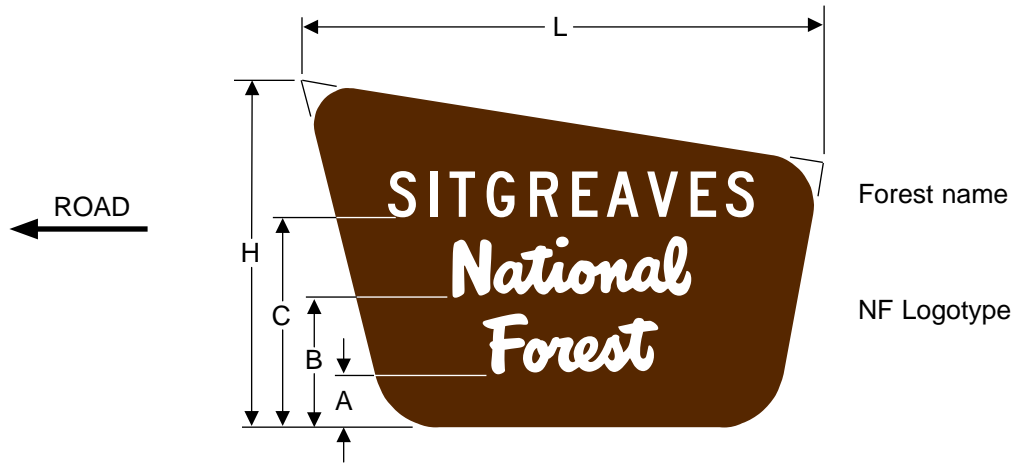 L
SITGREAVES
Forest name
ROAD
H
National
C
NF Logotype
B
Forest
A